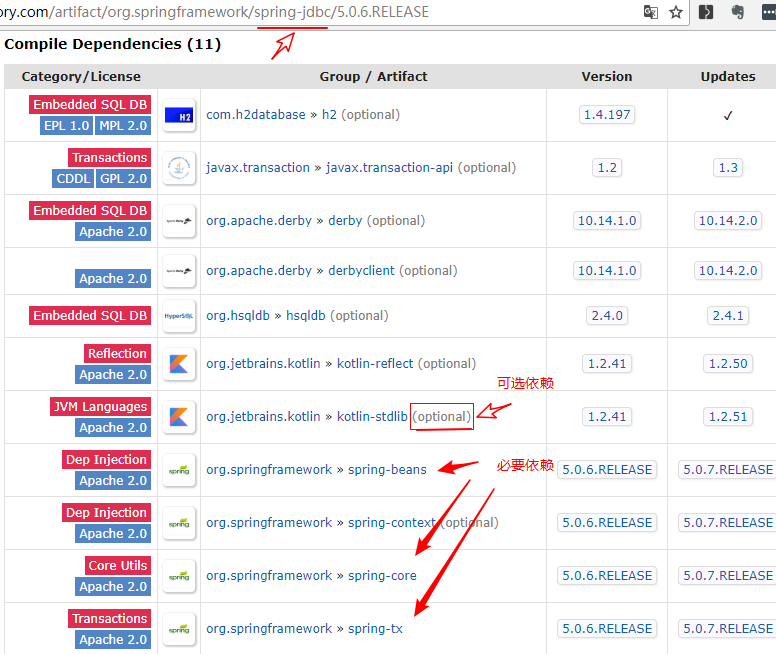 ory.com/artifact/org.springframework/spring-jdbc/5.0.6.RELEASE
Compile Dependencies (11)
Category/License Group / Artifact Version Updates
Embedded SQL DB
EPL 1.0 MPL 2.0 H2 com.h2database » h2 (optional) 1.4.197 ✓
Transactions
CDDL GPL 2.0 javax.transaction » javax.transaction-api (optional) 1.2 1.3
Embedded SQL DB
Apache 2.0 org.apache.derby » derby (optional) 10.14.1.0 10.14.2.0
Apache 2.0 org.apache.derby » derbyclient (optional) 10.14.1.0 10.14.2.0
Embedded SQL DB HyperSQL org.hsqldb » hsqldb (optional) 2.4.0 2.4.1
Reflection
Apache 2.0 org.jetbrains.kotlin » kotlin-reflect (optional) 1.2.41 1.2.50
可选依赖
JVM Languages
Apache 2.0 org.jetbrains.kotlin » kotlin-stdlib (optional) 1.2.41 1.2.51
Dep Injection
Apache 2.0 spring org.springframework » spring-beans 必要依赖 5.0.6.RELEASE 5.0.7.RELEASE
Dep Injection
Apache 2.0 spring org.springframework » spring-context (optional) 5.0.6.RELEASE 5.0.7.RELEASE
Core Utils
Apache 2.0 spring org.springframework » spring-core 5.0.6.RELEASE 5.0.7.RELEASE
Transactions
Apache 2.0 spring org.springframework » spring-tx 5.0.6.RELEASE 5.0.7.RELEASE